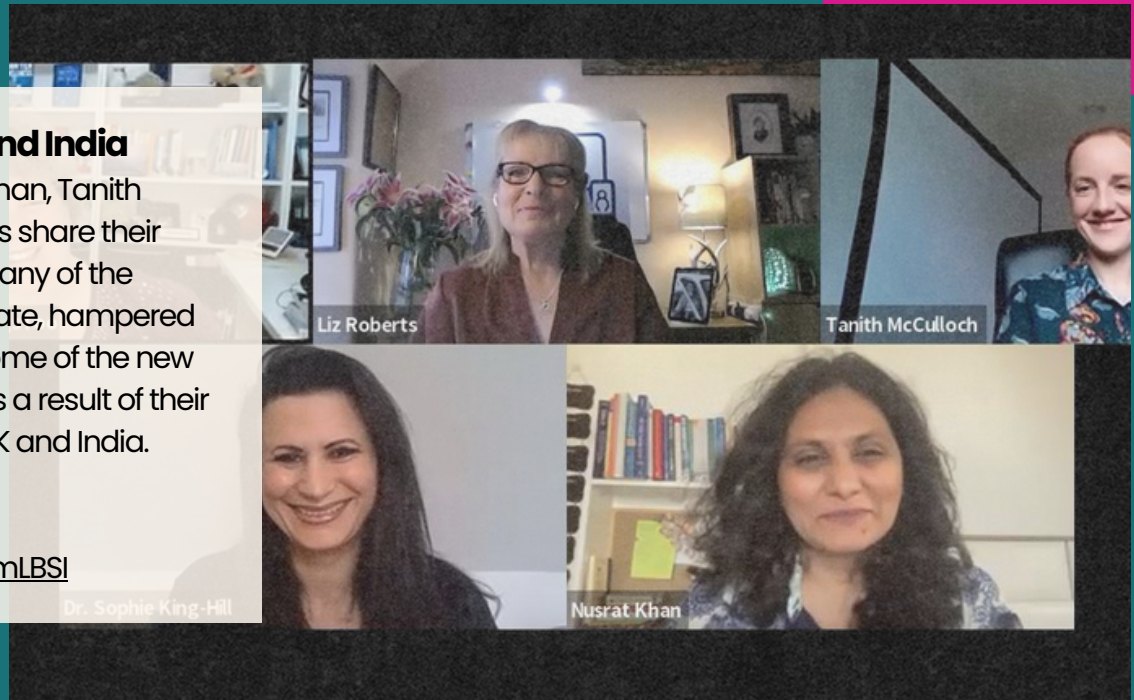 nd India
nan, Tanith
s share their
any of the
ate, hampered
ome of the new
s a result of their
K and India.
mLBSI
Liz Roberts
Tanith McCulloch
Dr. Sophie King-Hill
Nusrat Khan